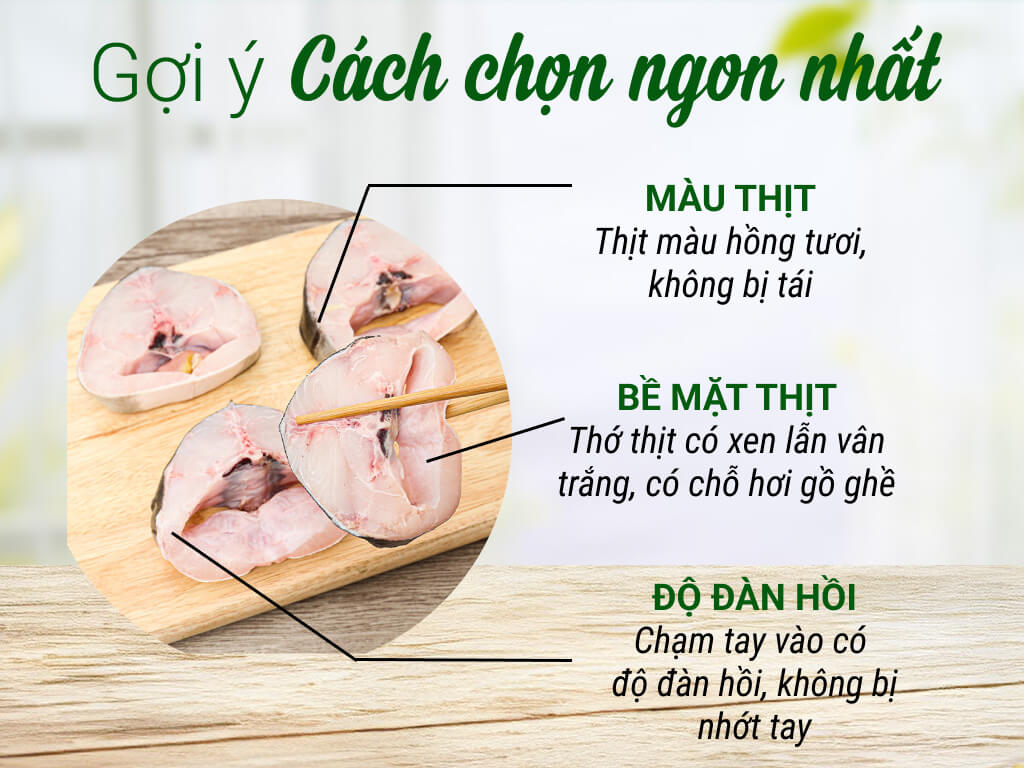 Gợi ý Cách chọn ngon nhất
MÀU THỊT
Thịt màu hồng tươi,
không bị tái
BỀ MẶT THỊT
Thớ thịt có xen lẫn vân
trắng, có chỗ hơi gồ ghề
ĐỘ ĐÀN HỒI
Chạm tay vào có
độ đàn hồi, không bị
nhớt tay